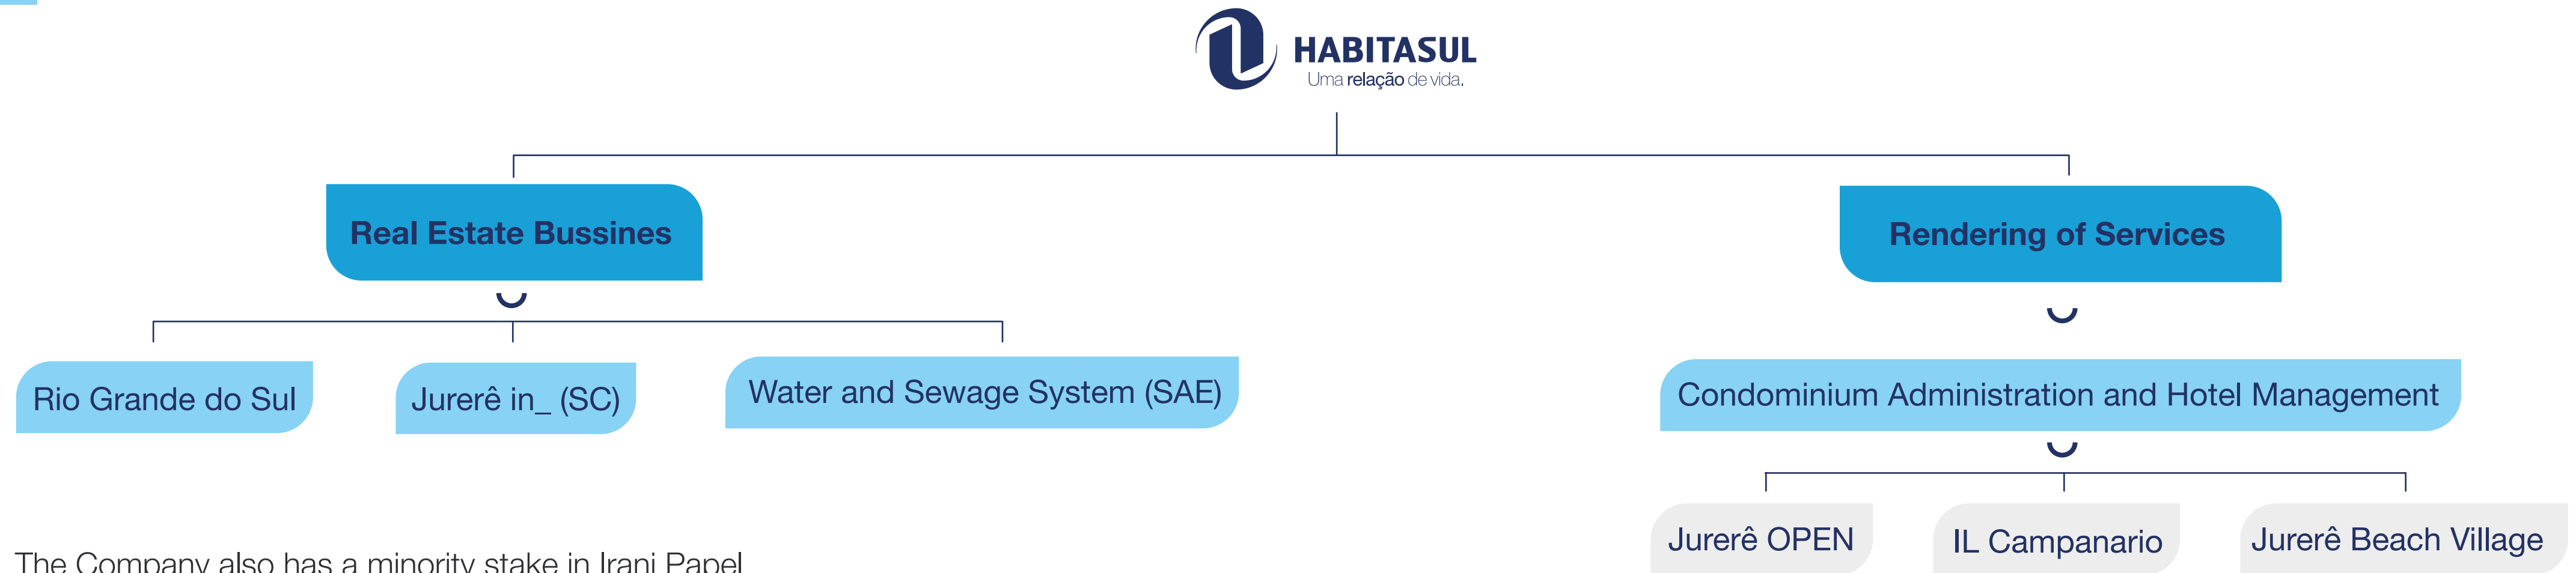 HABITASUL
Uma relação de vida.
Real Estate Bussines
Rendering of Services
Rio Grande do Sul
Jurerê in_ (SC)
Water and Sewage System (SAE)
Condominium Administration and Hotel Management
Jurerê OPEN
IL Campanario
Jurerê Beach Village
The Company also has a minority stake in Irani Papel